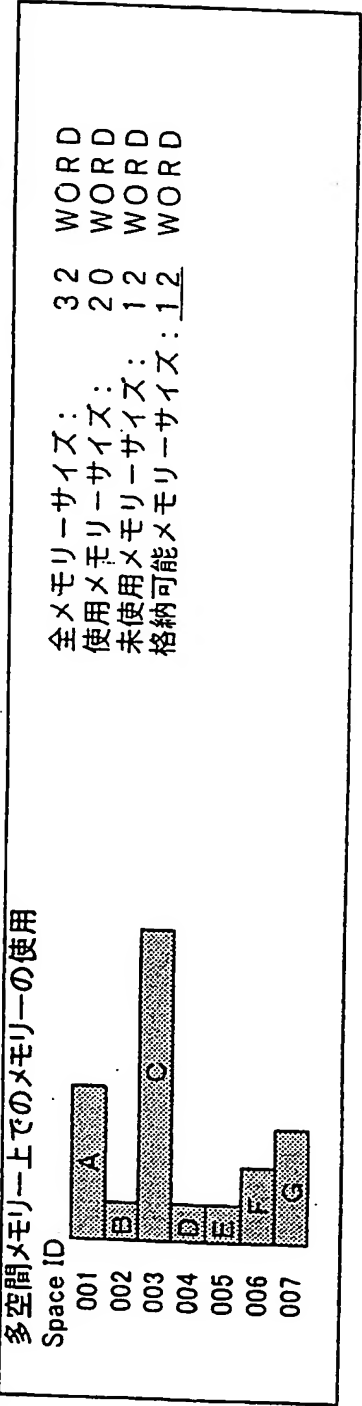 多空間メモリー上でのメモリーの使用
Space ID
001 A
002 B
003 C
004 D
005 E
006 F
007 G
全メモリーサイズ： 32 WORD
使用メモリーサイズ： 20 WORD
未使用メモリーサイズ： 12 WORD
格納可能メモリーサイズ： 12 WORD